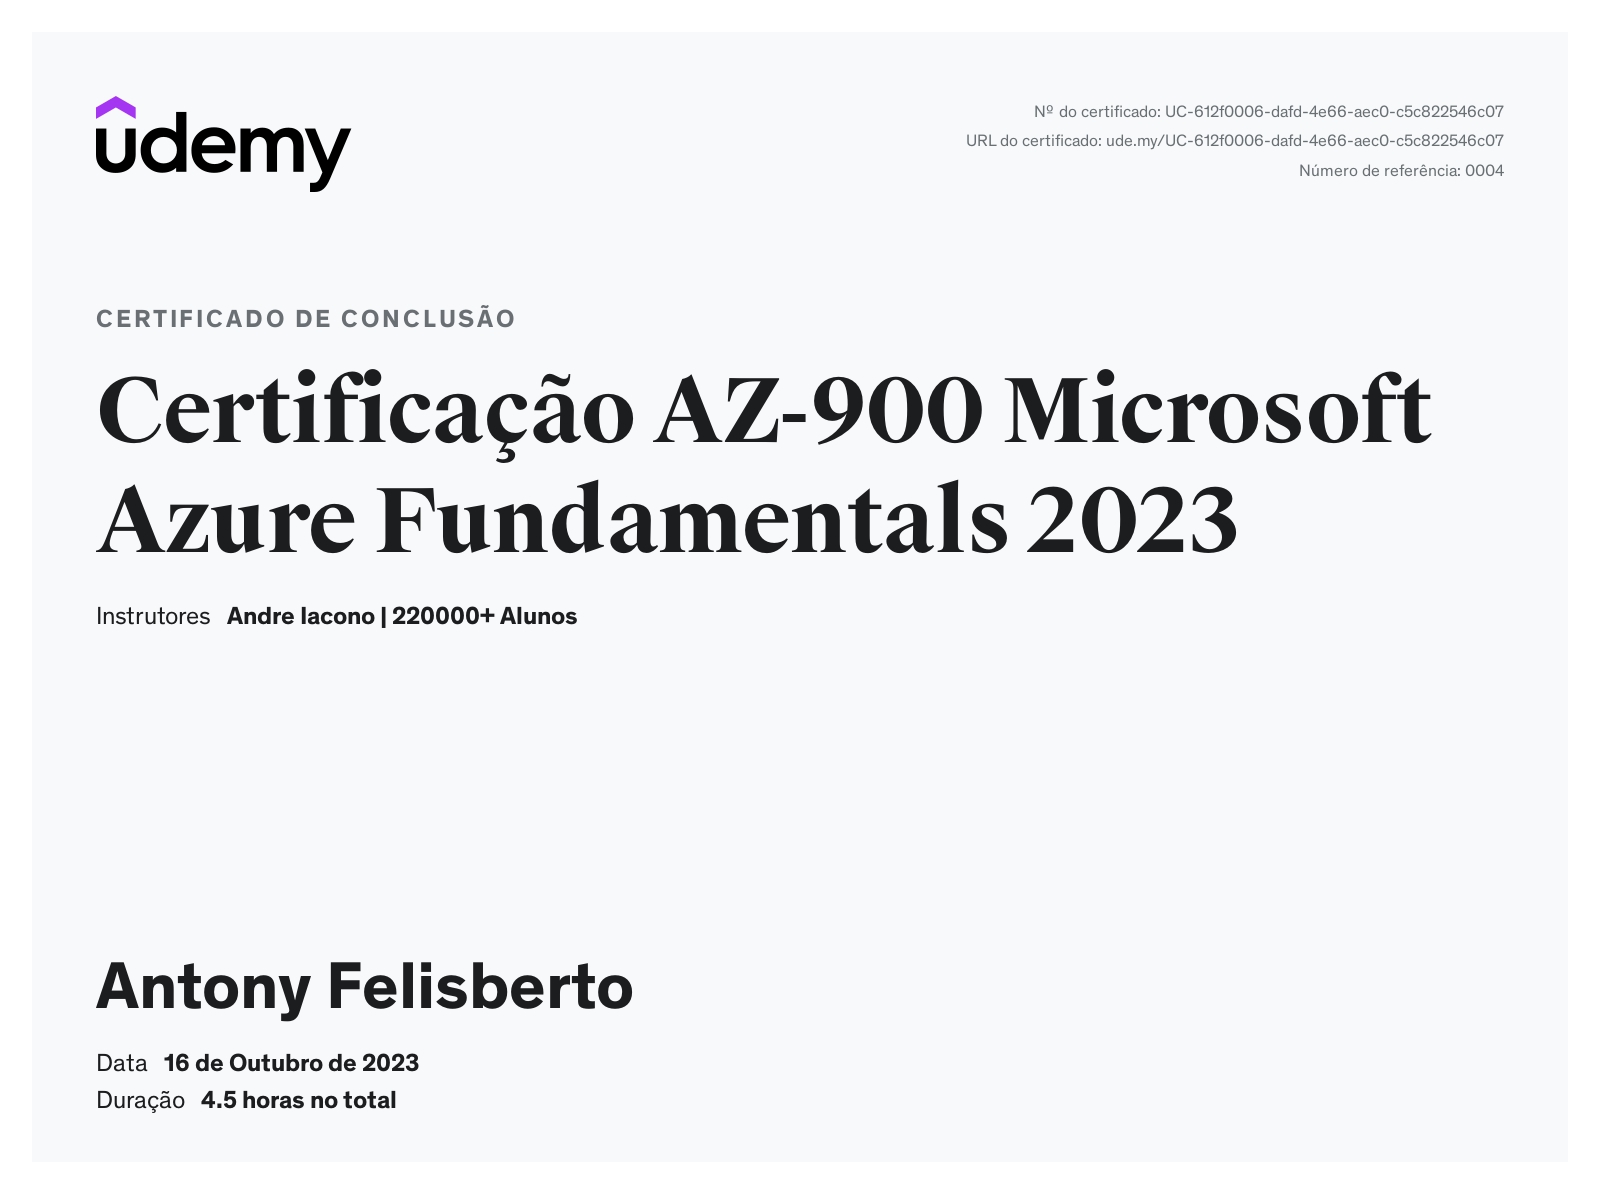 udemy
Nº do certificado: UC-612f0006-dafd-4e66-aec0-c5c822546c07
URL do certificado: ude.my/UC-612f0006-dafd-4e66-aec0-c5c822546c07
Número de referência: 0004
CERTIFICADO DE CONCLUSÃO
Certificação AZ-900 Microsoft
Azure Fundamentals 2023
Instrutores Andre Iacono | 220000+ Alunos
Antony Felisberto
Data 16 de Outubro de 2023
Duração 4.5 horas no total